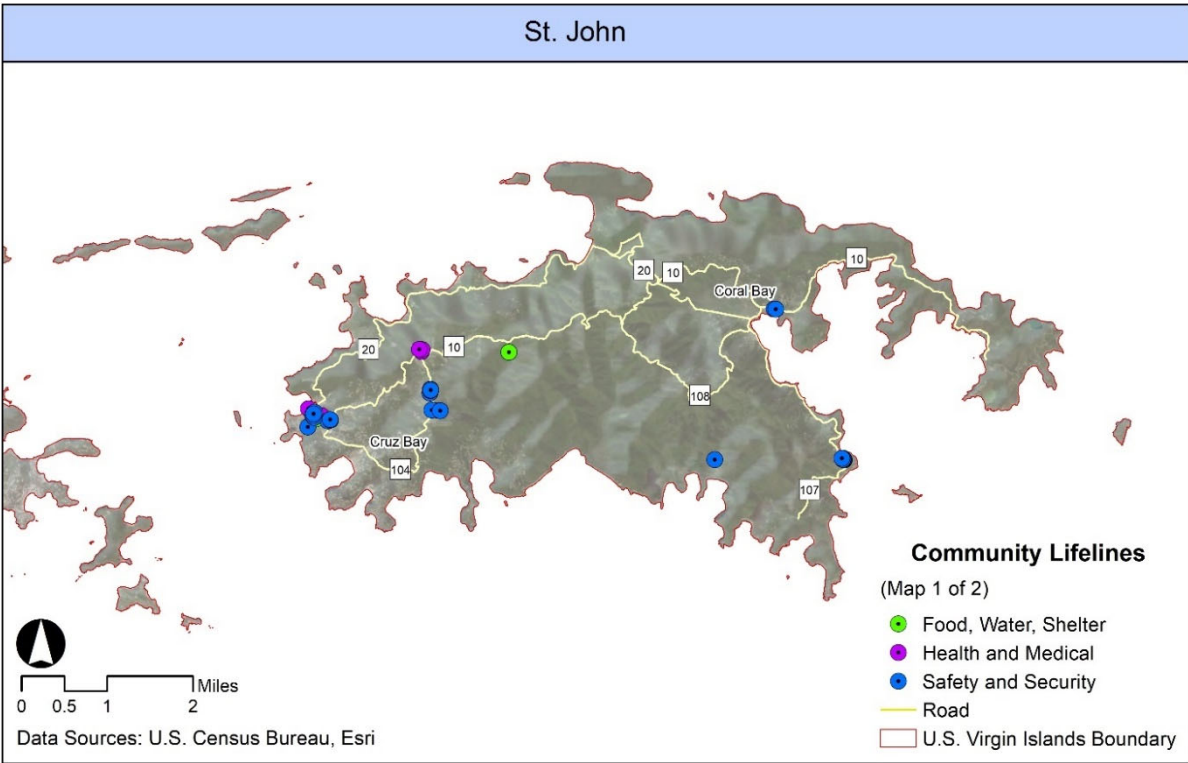 St. John
10
20
10
Coral Bay
20
10
108
Cruz Bay
104
107
Community Lifelines
(Map 1 of 2)
Food, Water, Shelter
Health and Medical
Safety and Security
Road
U.S. Virgin Islands Boundary
Miles
0 0.5 1 2
Data Sources: U.S. Census Bureau, Esri